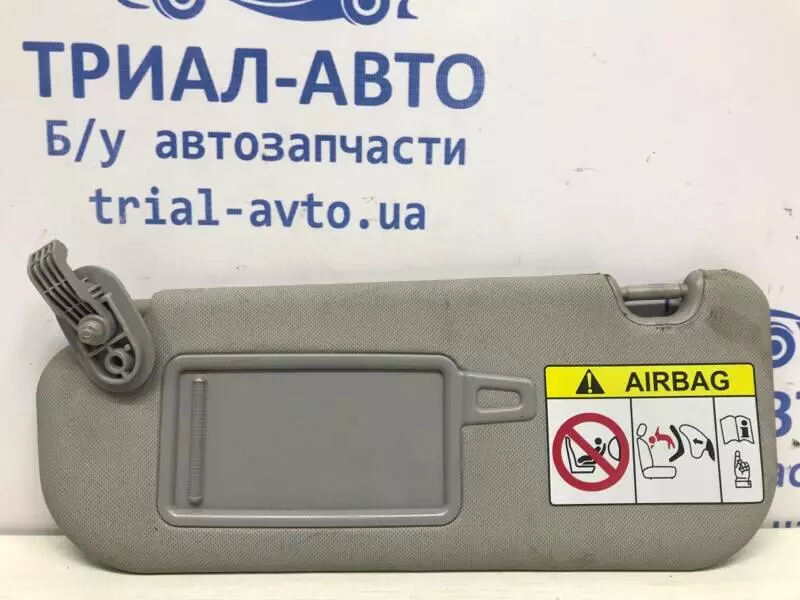 ТРИАЛ-АВТО
Б/у автозапчасти
trial-avto.ua
AIRBAG